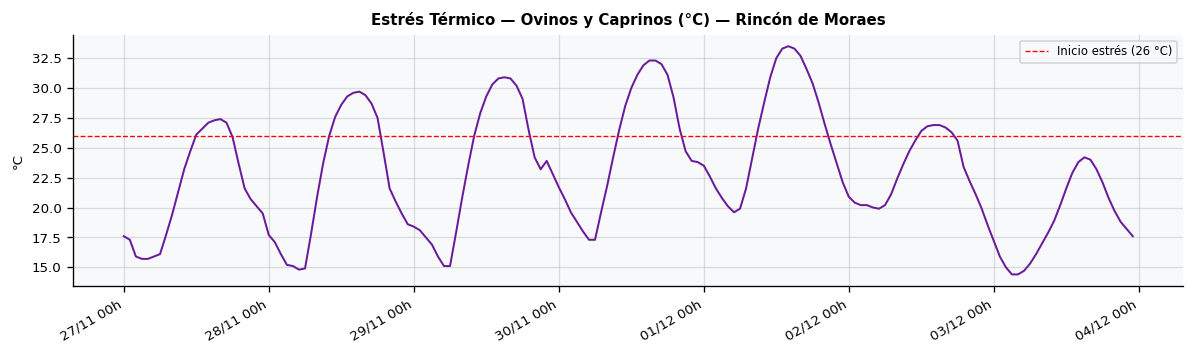 Estrés Térmico — Ovinos y Caprinos (°C) — Rincón de Moraes
Inicio estrés (26 °C)
°C
32.5
30.0
27.5
25.0
22.5
20.0
17.5
15.0
27/11 00h
28/11 00h
29/11 00h
30/11 00h
01/12 00h
02/12 00h
03/12 00h
04/12 00h